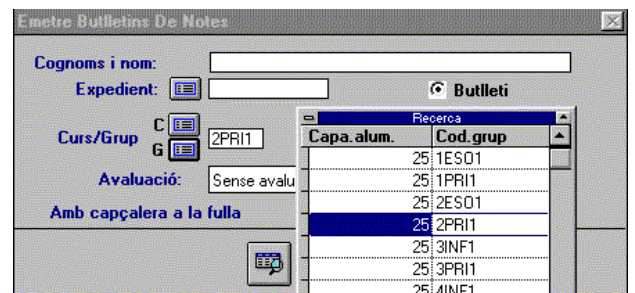 Emetre Butlletins De Notes
Cognoms i nom:
Expedient:
Butlletí
Curs/Grup
C
G
2PRI1
Avaluació:
Sense avalu
Amb capçalera a la fulla
Recerca
Capa.alum. Cod.grup
25 1ESO1
25 1PRI1
25 2ESO1
25 2PRI1
25 3INF1
25 3PRI1
25 4INF1